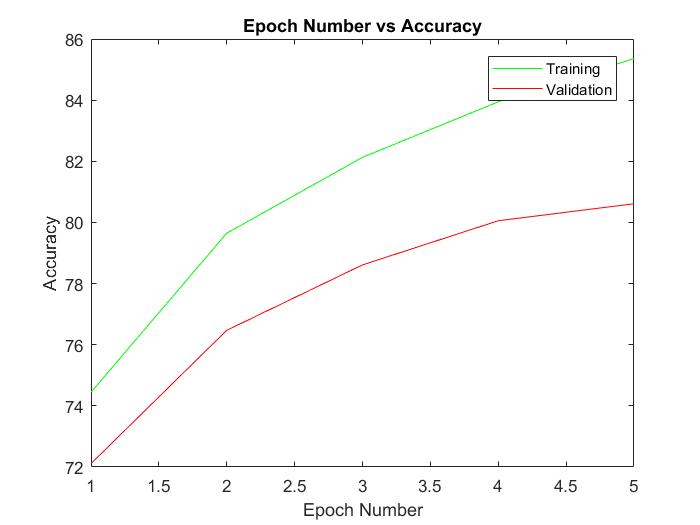 Epoch Number vs Accuracy
86
84
82
80
78
76
74
72
Accuracy
Training
Validation
1 1.5 2 2.5 3 3.5 4 4.5 5
Epoch Number